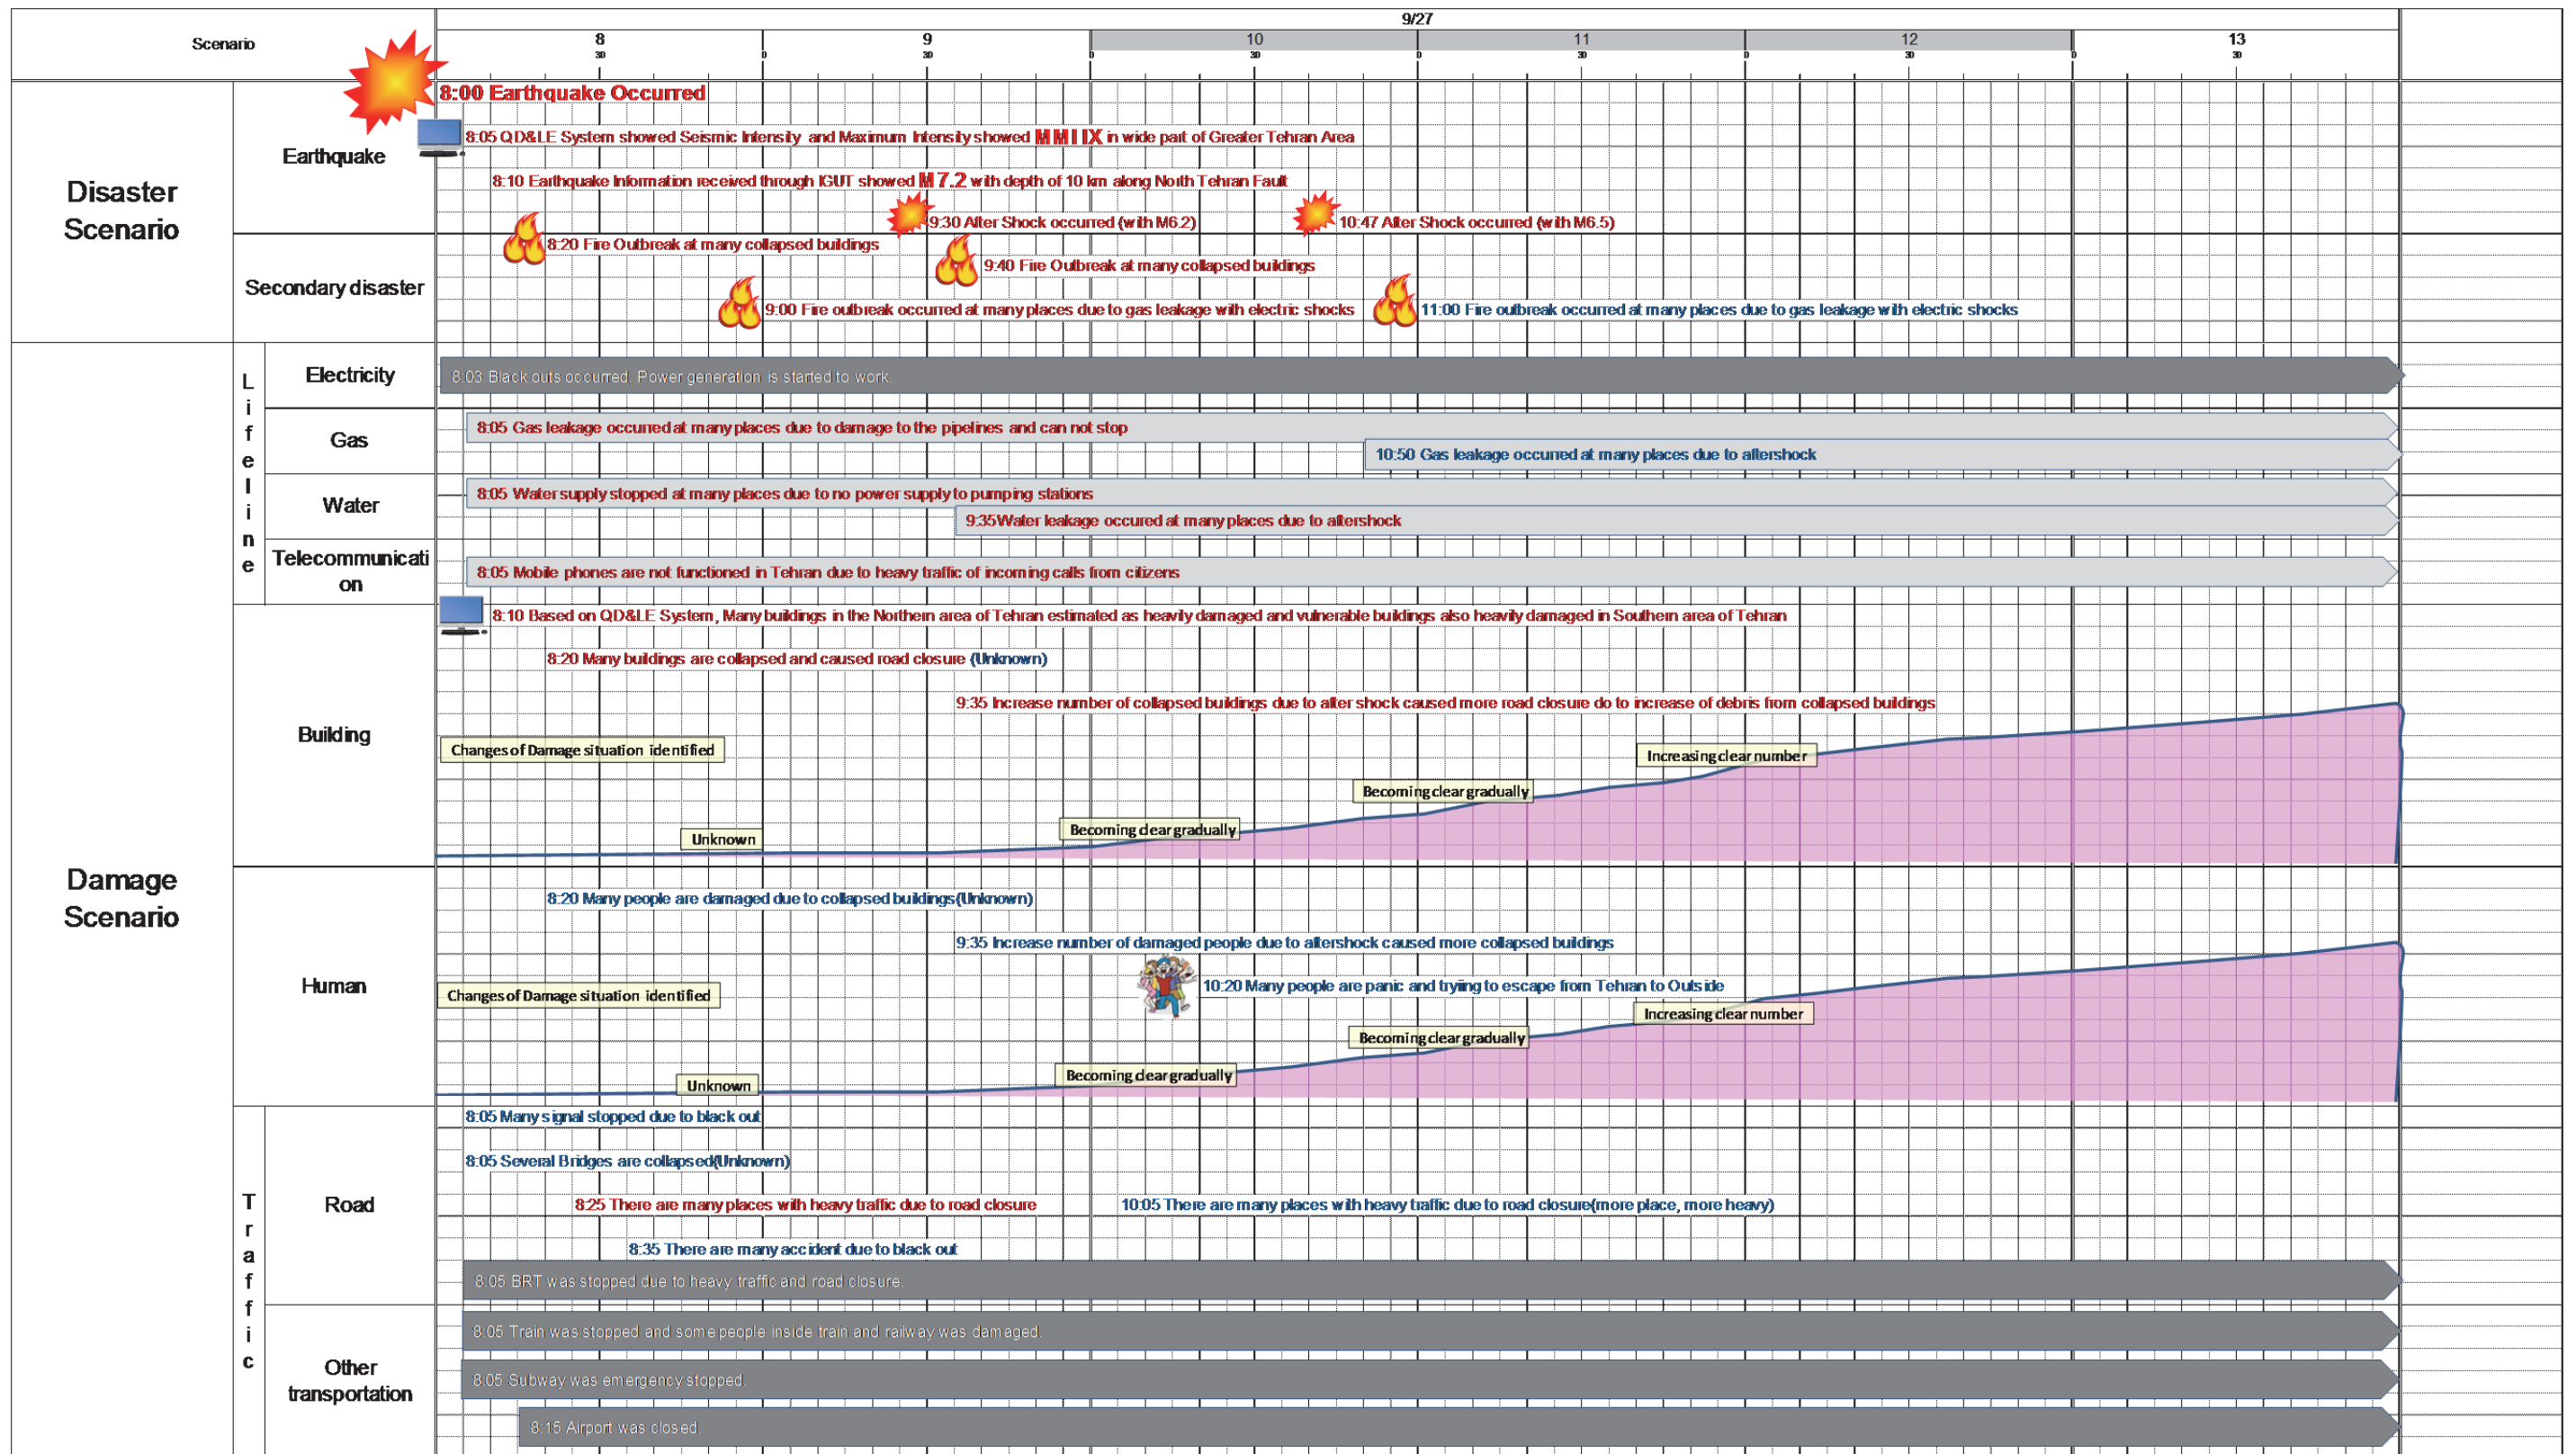 9/27
Scenario
8 9 10 11 12 13
30 0 30 0 30 0 30 0 30 0 30
Disaster
Scenario
Earthquake
8:00 Earthquake Occurred
8:05 QD&LE System showed Seismic Intensity and Maximum Intensity showed MMI IX in wide part of Greater Tehran Area
8:10 Earthquake Information received through IGUT showed M 7.2 with depth of 10 km along North Tehran Fault
9:30 After Shock occurred (with M6.2)
10:47 After Shock occurred (with M6.5)
Secondary disaster
8:20 Fire Outbreak at many collapsed buildings
9:40 Fire Outbreak at many collapsed buildings
9:00 Fire outbreak occurred at many places due to gas leakage with electric shocks
11:00 Fire outbreak occurred at many places due to gas leakage with electric shocks
Damage
Scenario
Lifeline
Electricity
8:03 Black outs occurred. Power generation is started to work.
Gas
8:05 Gas leakage occurred at many places due to damage to the pipelines and can not stop
10:50 Gas leakage occurred at many places due to aftershock
Water
8:05 Water supply stopped at many places due to no power supply to pumping stations
9:35Water leakage occured at many places due to aftershock
Telecommunicati
on
8:05 Mobile phones are not functioned in Tehran due to heavy traffic of incoming calls from citizens
Building
8:10 Based on QD&LE System, Many buildings in the Northern area of Tehran estimated as heavily damaged and vulnerable buildings also heavily damaged in Southern area of Tehran
8:20 Many buildings are collapsed and caused road closure (Unknown)
9:35 Increase number of collapsed buildings due to after shock caused more road closure do to increase of debris from collapsed buildings
Changes of Damage situation identified
Increasing clear number
Becoming clear gradually
Becoming clear gradually
Unknown
Human
8:20 Many people are damaged due to collapsed buildings(Unknown)
9:35 Increase number of damaged people due to aftershock caused more collapsed buildings
10:20 Many people are panic and tryiing to escape from Tehran to Outside
Changes of Damage situation identified
Increasing clear number
Becoming clear gradually
Becoming clear gradually
Unknown
Traffic
Road
8:05 Many signal stopped due to black out
8:05 Several Bridges are collapsed(Unknown)
8:25 There are many places with heavy traffic due to road closure
10:05 There are many places with heavy traffic due to road closure(more place, more heavy)
8:35 There are many accident due to black out
8:05 BRT was stopped due to heavy traffic and road closure.
Other
transportation
8:05 Train was stopped and some people inside train and railway was damaged.
8:05 Subway was emergency stopped.
8:15 Airport was closed.